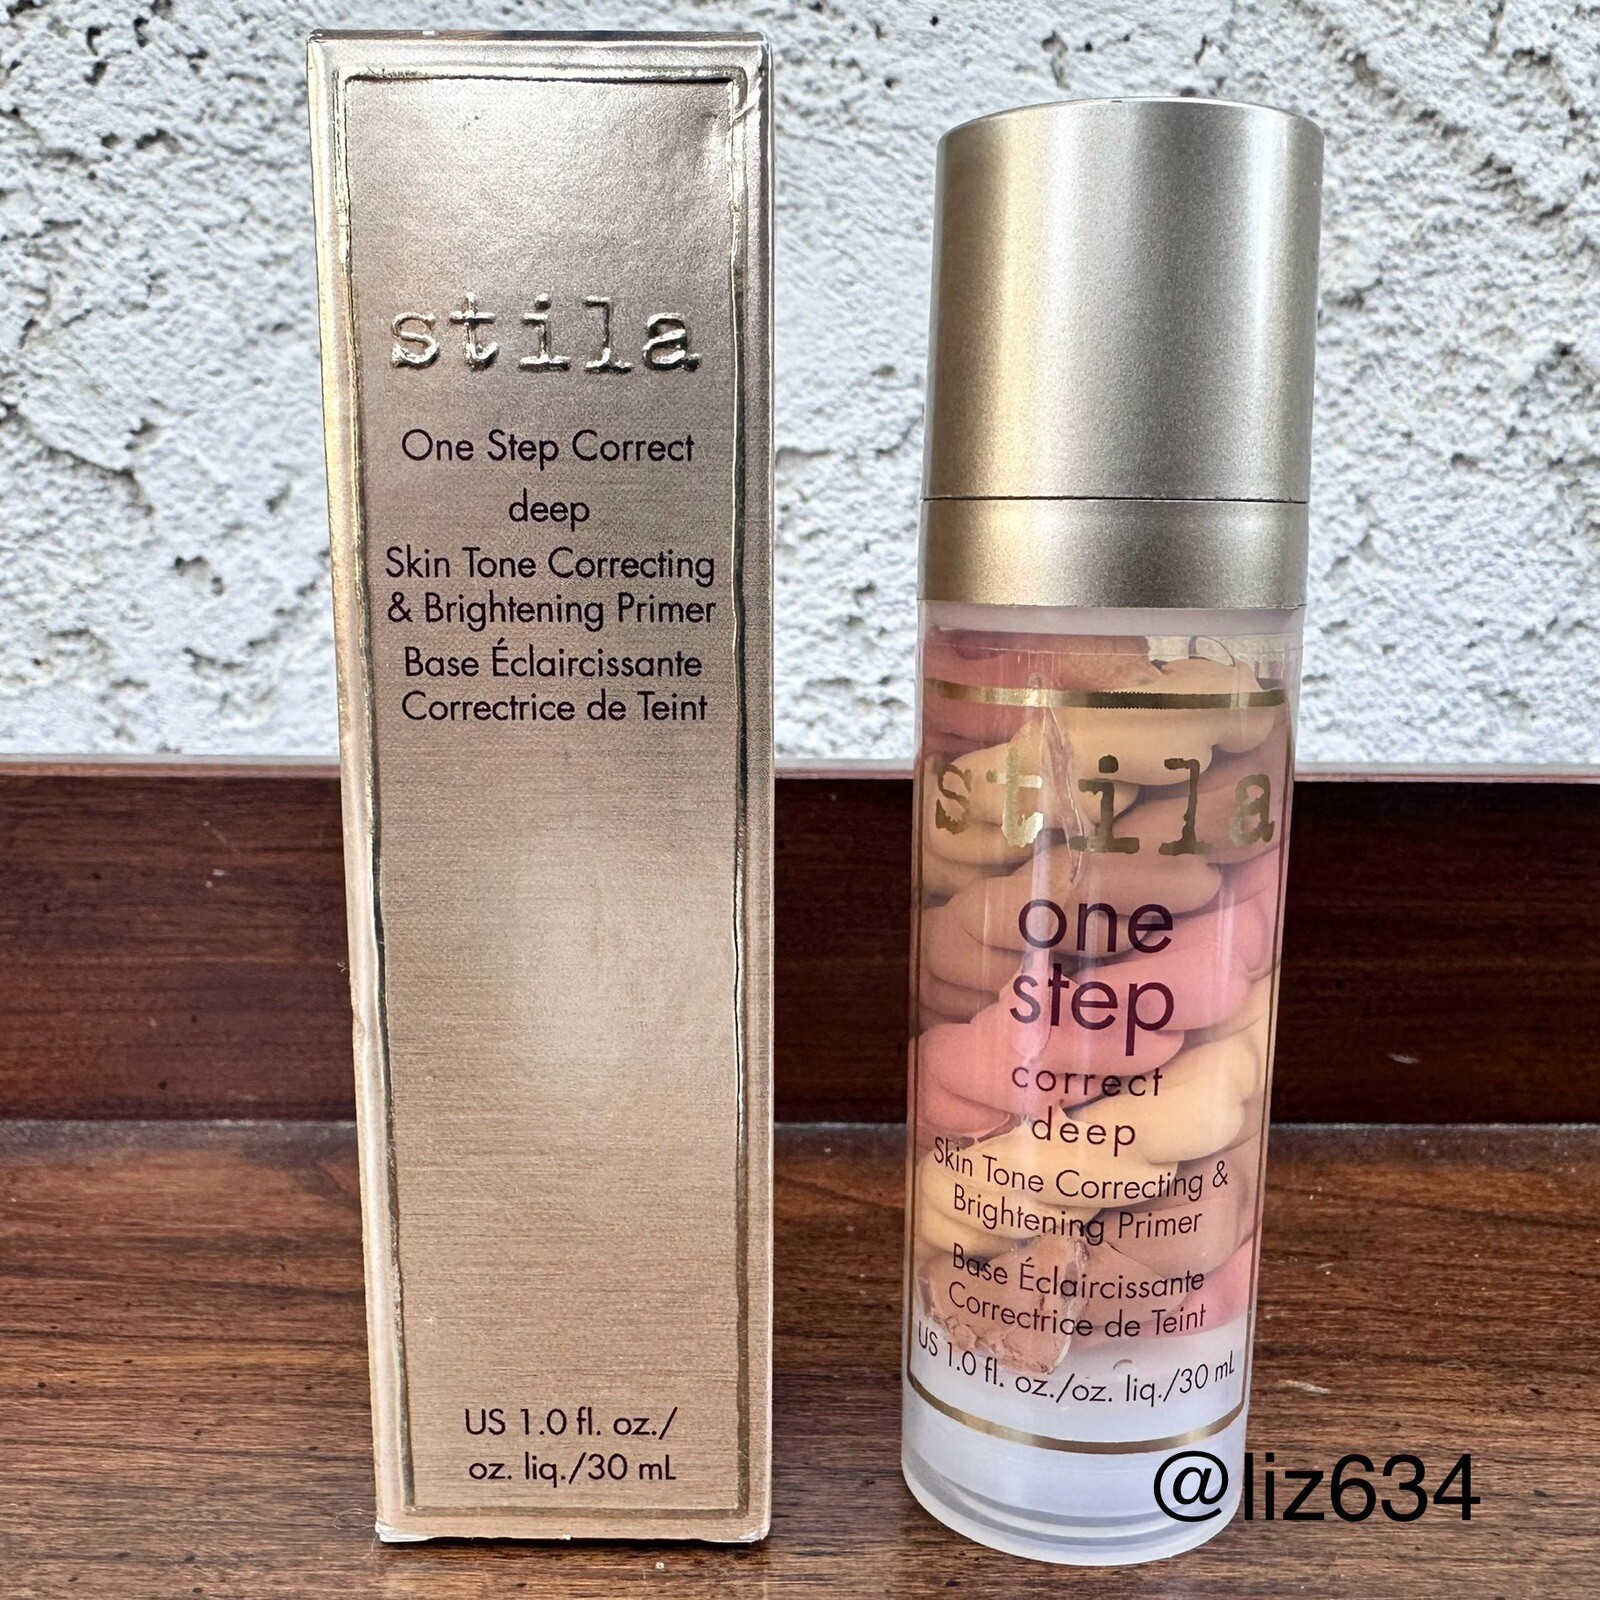 stila
One Step Correct
deep
Skin Tone Correcting
& Brightening Primer
Base Éclaircissante
Correctrice de Teint
US 1.0 fl. oz./
oz. liq./30 mL
stila
one
step
correct
deep
Skin Tone Correcting &
Brightening Primer
Base Éclaircissante
Correctrice de Teint
US 1.0 fl. oz./oz. liq./30 mL
@liz634